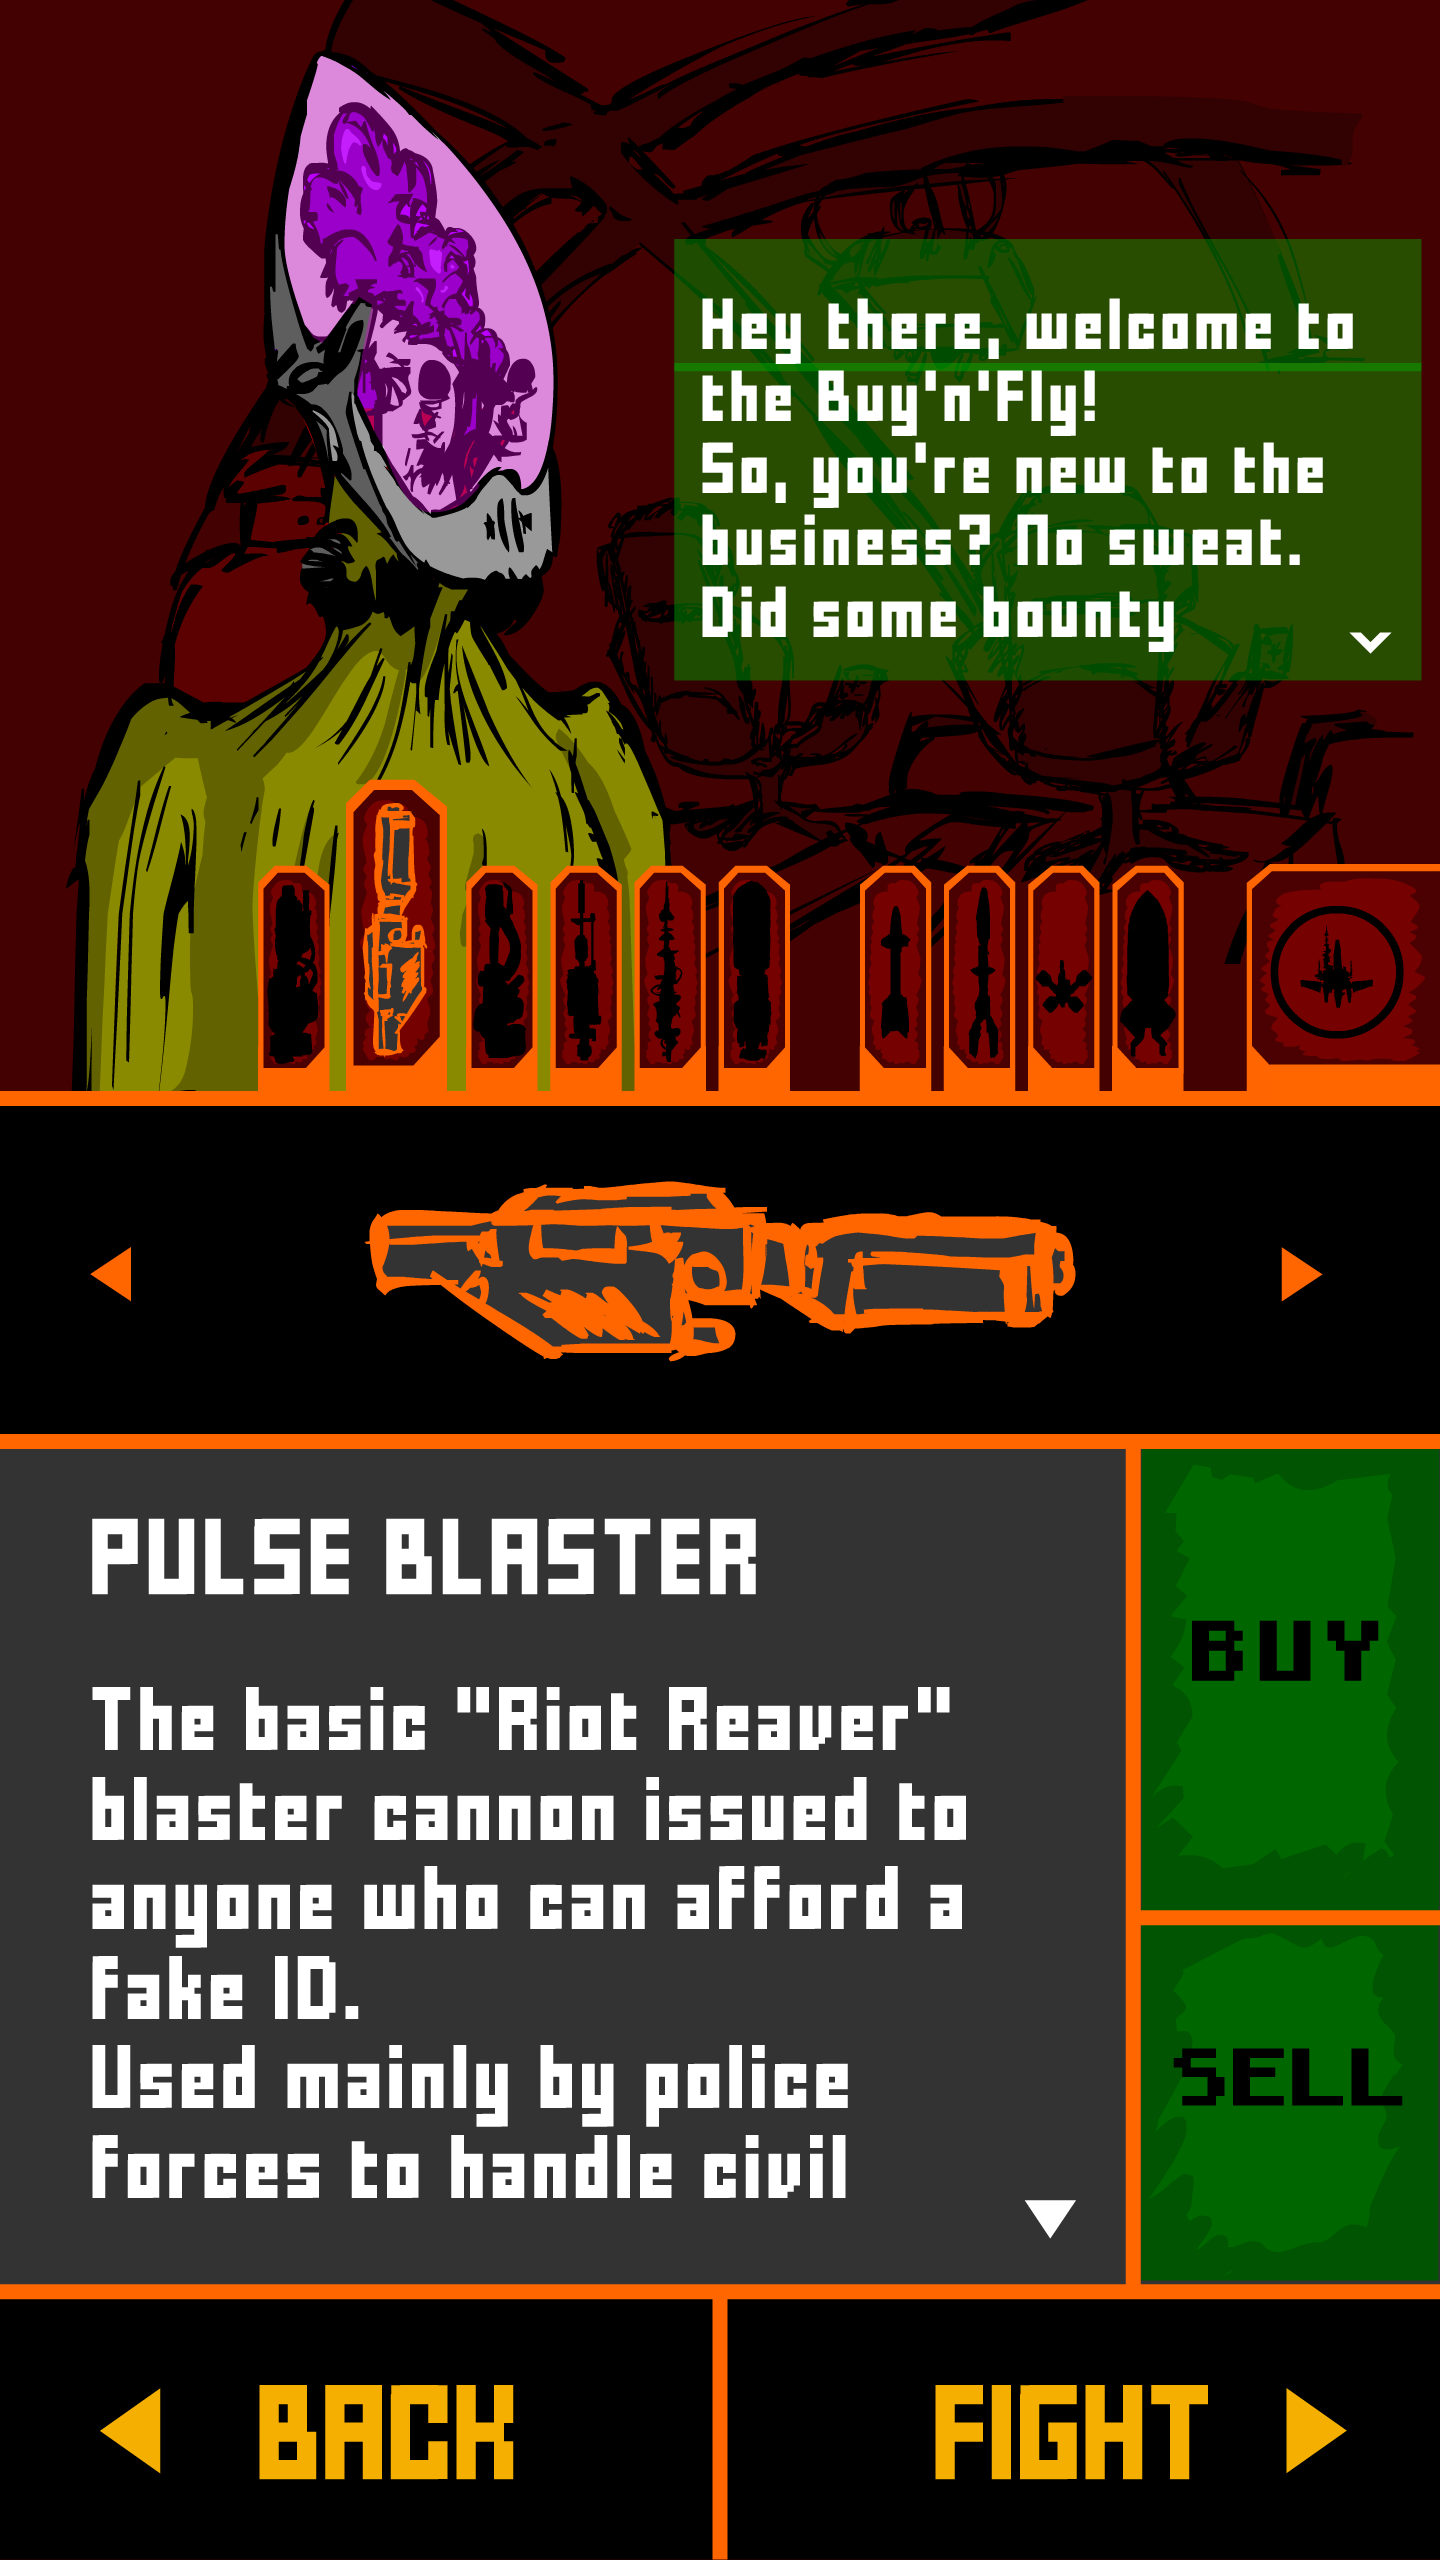 Hey there, welcome to
the Buy'n'Fly!
So, you're new to the
business? No sweat.
Did some bounty
PULSE BLASTER
The basic "Riot Reaver"
blaster cannon issued to
anyone who can afford a
fake ID.
Used mainly by police
forces to handle civil
BUY
SELL
BACK
FIGHT